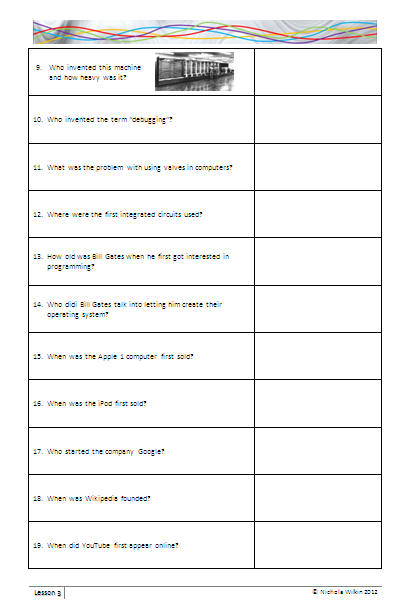 9. Who invented this machine
and how heavy was it?
10. Who invented the term "debugging"?
11. What was the problem with using valves in computers?
12. Where were the first integrated circuits used?
13. How old was Bill Gates when he first got interested in
programming?
14. Who didi Bill Gates talk into letting him create their
operating system?
15. When was the Apple 1 computer first sold?
16. When was the iPod first sold?
17. Who started the company Google?
18. When was Wikipedia founded?
19. When did YouTube first appear online?
Lesson 3
© Nichola Wilkin 2012